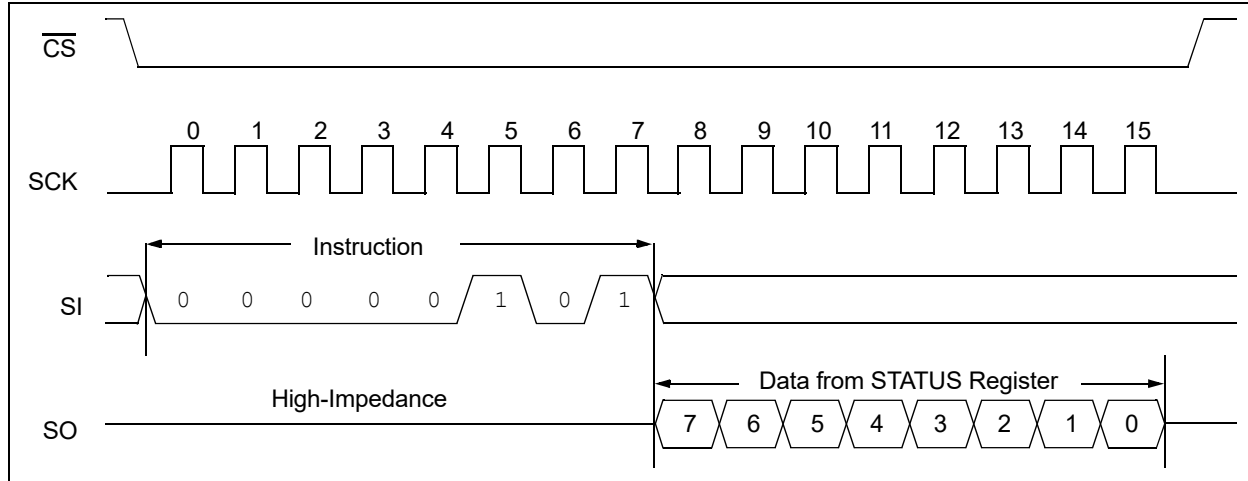 CS
0 1 2 3 4 5 6 7 8 9 10 11 12 13 14 15
SCK
Instruction
SI 0 0 0 0 0 1 0 1
Data from STATUS Register
High-Impedance
SO 7 6 5 4 3 2 1 0